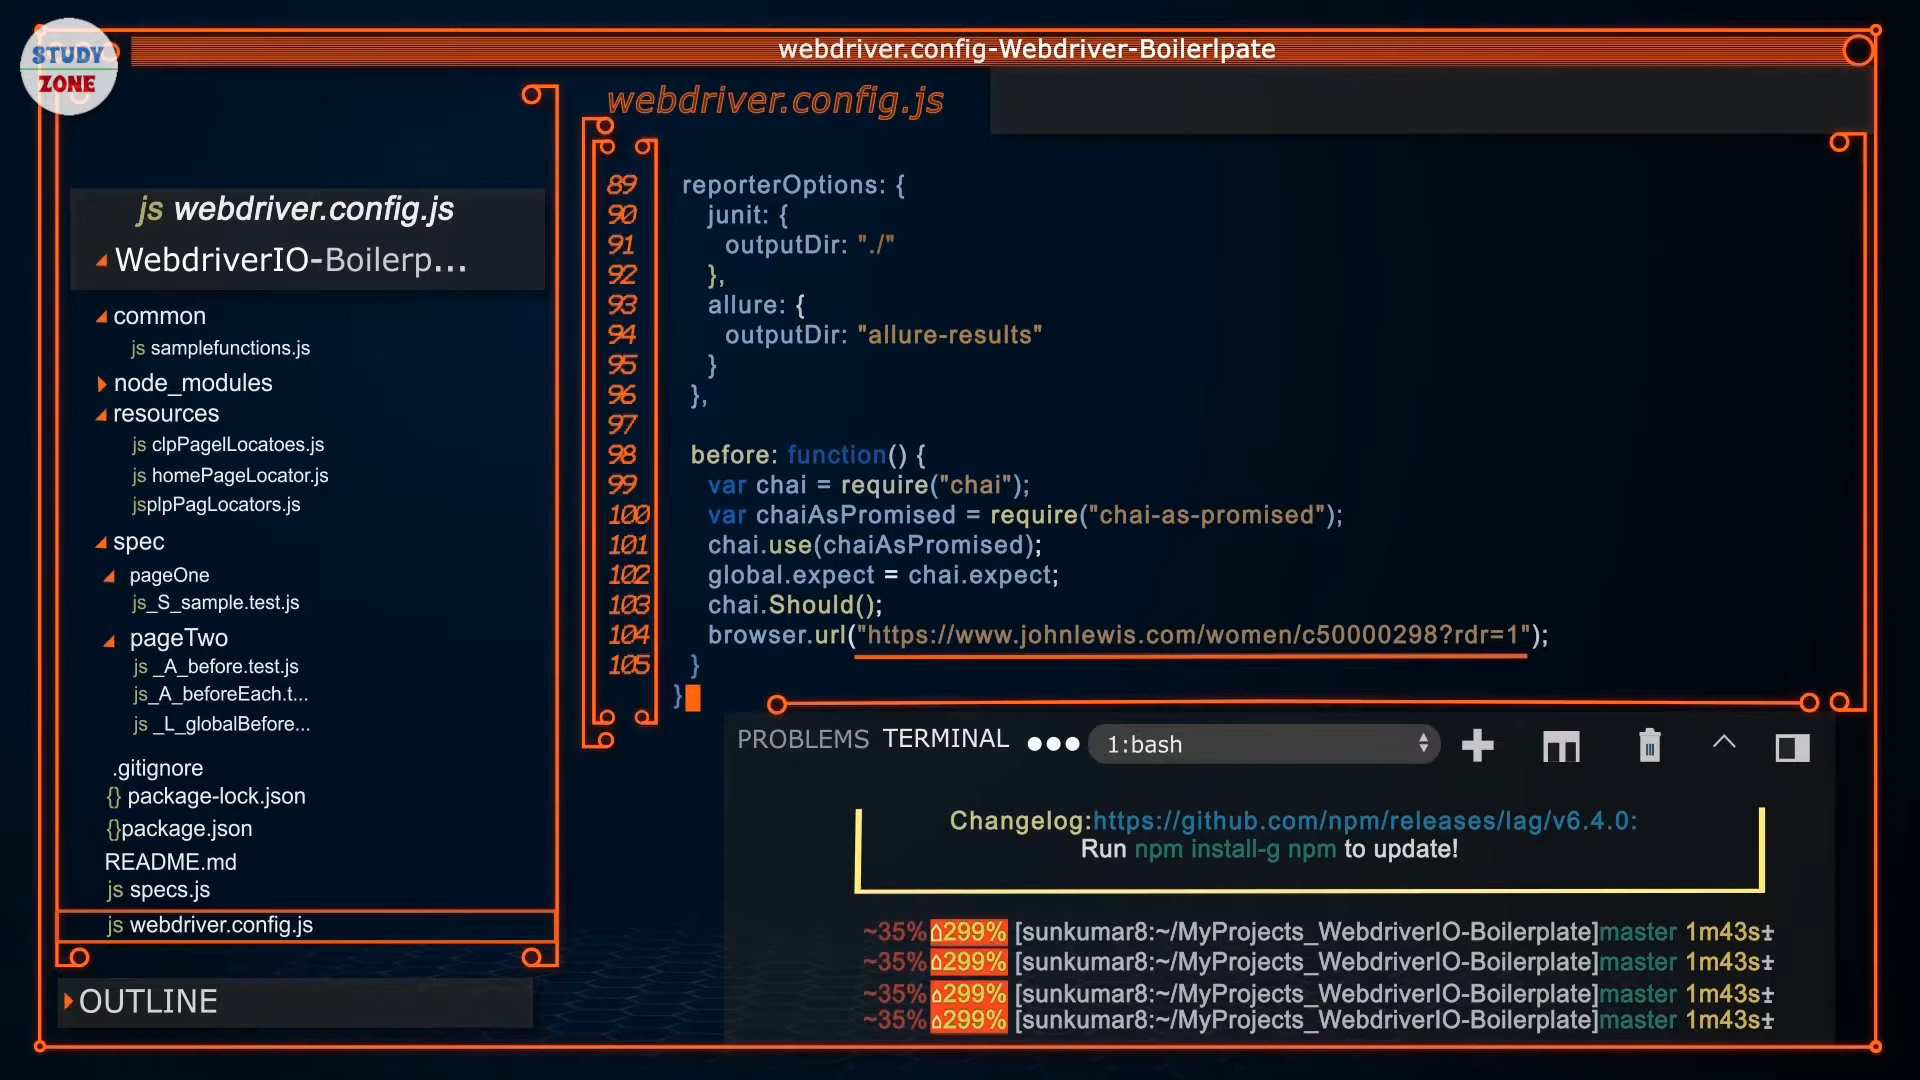 STUDY
ZONE
webdriver.config-Webdriver-Boilerlpate
webdriver.config.js
js webdriver.config.js
WebdriverIO-Boilerp...
common
js samplefunctions.js
node_modules
resources
js clpPagelLocatoes.js
js homePageLocator.js
jsplpPagLocators.js
spec
pageOne
js_S_sample.test.js
pageTwo
js _A_before.test.js
js_A_beforeEach.t...
js _L_globalBefore...
.gitignore
{} package-lock.json
{}package.json
README.md
js specs.js
js webdriver.config.js
OUTLINE
89 reporterOptions: {
90 junit: {
91 outputDir: "./"
92 },
93 allure: {
94 outputDir: "allure-results"
95 }
96 },
97
98 before: function() {
99 var chai = require("chai");
100 var chaiAsPromised = require("chai-as-promised");
101 chai.use(chaiAsPromised);
102 global.expect = chai.expect;
103 chai.Should();
104 browser.url("https://www.johnlewis.com/women/c50000298?rdr=1");
105 }
}
PROBLEMS TERMINAL ••• 1:bash
Changelog:https://github.com/npm/releases/lag/v6.4.0:
Run npm install-g npm to update!
~35% ⌂299% [sunkumar8:~/MyProjects_WebdriverIO-Boilerplate]master 1m43s±
~35% ⌂299% [sunkumar8:~/MyProjects_WebdriverIO-Boilerplate]master 1m43s±
~35% ⌂299% [sunkumar8:~/MyProjects_WebdriverIO-Boilerplate]master 1m43s±
~35% ⌂299% [sunkumar8:~/MyProjects_WebdriverIO-Boilerplate]master 1m43s±